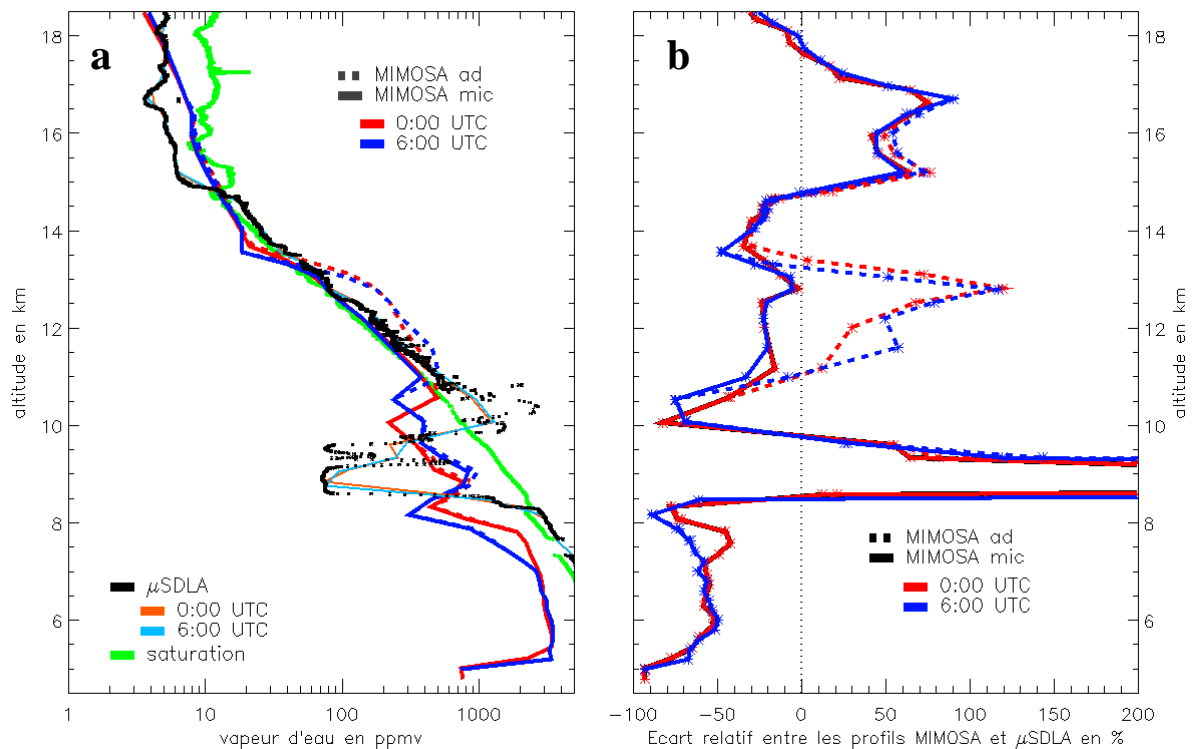 a
18
16
14
12
10
8
6
altitude en km
MIMOSA ad
MIMOSA mic
0:00 UTC
6:00 UTC
μSDLA
0:00 UTC
6:00 UTC
saturation
1
10
100
1000
vapeur d'eau en ppmv
b
18
16
14
12
10
8
6
altitude en km
MIMOSA ad
MIMOSA mic
0:00 UTC
6:00 UTC
−100
−50
0
50
100
150
200
Ecart relatif entre les profils MIMOSA et μSDLA en %